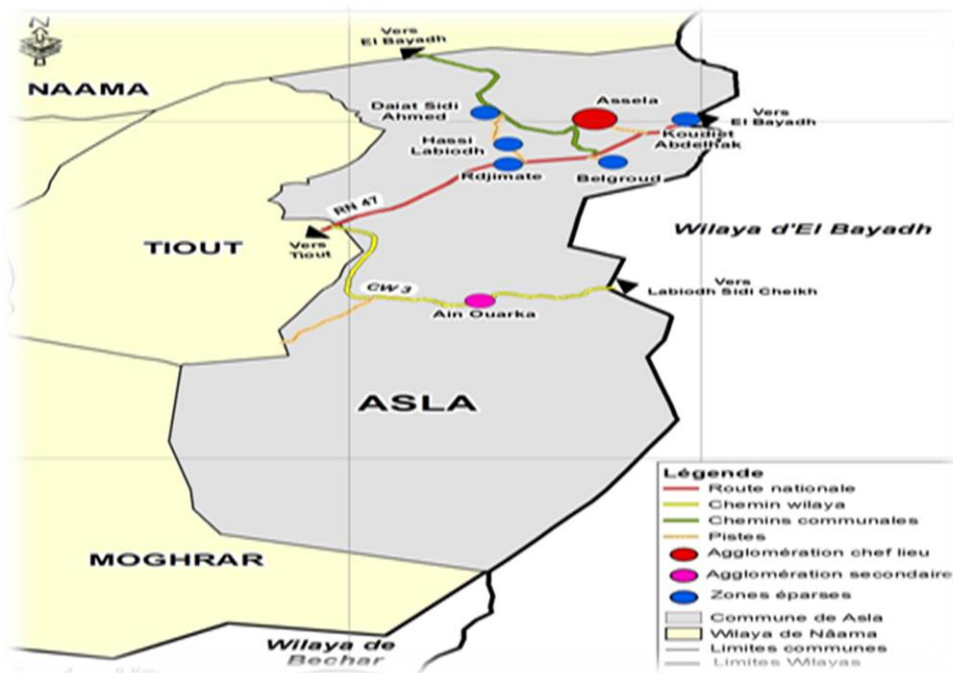 N
Vers
El Bayadh
NAAMA
Daiat Sidi
Ahmed
Assela
Vers
El Bayadh
Koudiet
Abdelhak
Hassi
Labiodh
Rdjimate
Belgroud
RN 47
Wilaya d'El Bayadh
TIOUT
Vers
Tiout
CW 3
Vers
Labiodh Sidi Cheikh
Ain Ouarka
ASLA
MOGHRAR
Wilaya de
Bechar
Légende
Route nationale
Chemin wilaya
Chemins communales
Pistes
Agglomération chef lieu
Agglomération secondaire
Zones éparses
Commune de Asla
Wilaya de Nâama
Limites communes
Limites Wilayas